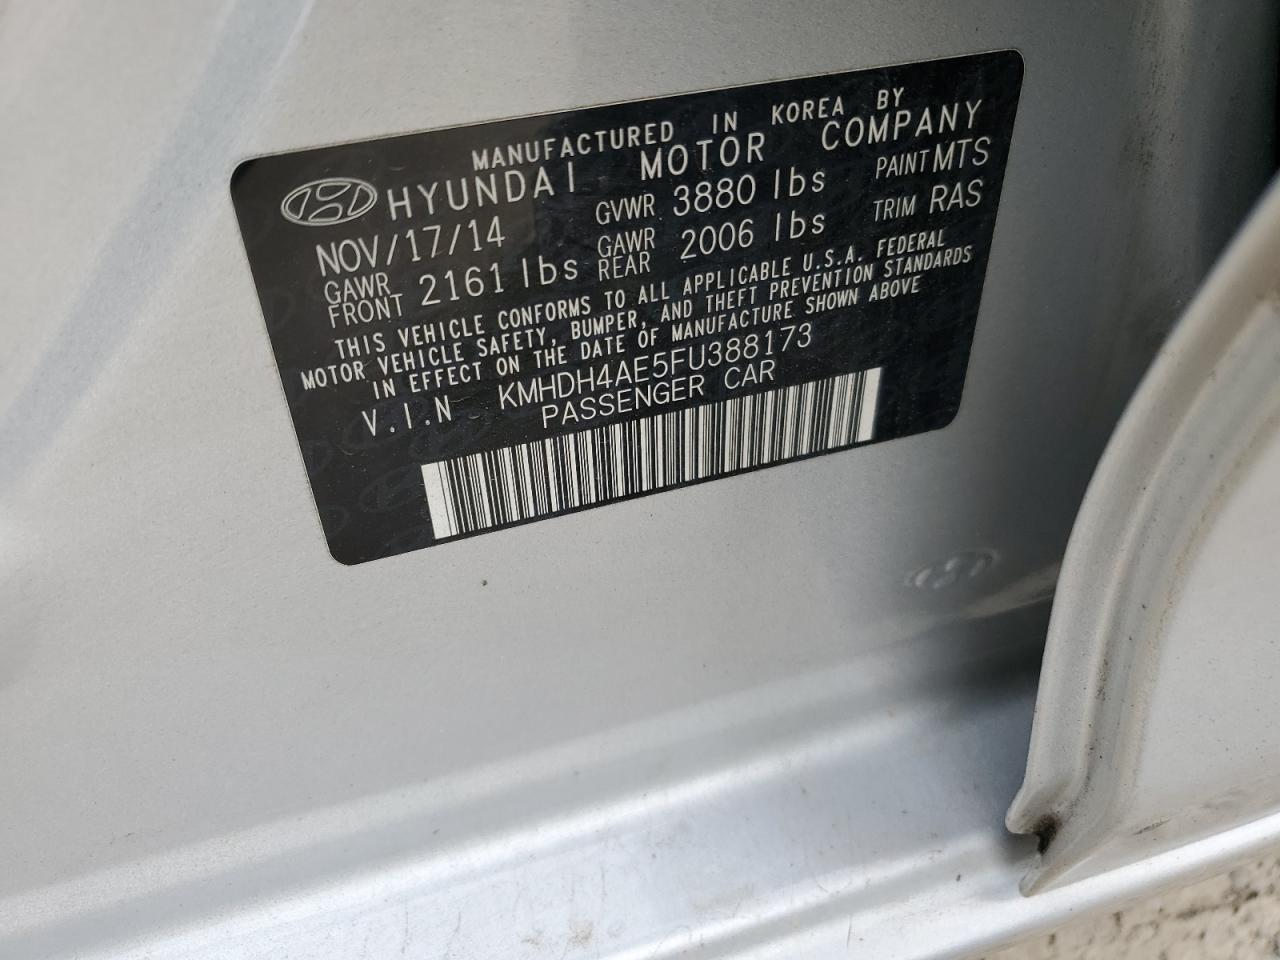 MANUFACTURED IN KOREA BY
HYUNDAI MOTOR COMPANY
NOV/17/14 GVWR 3880 lbs PAINT MTS
GAWR FRONT 2161 lbs GAWR REAR 2006 lbs TRIM RAS
THIS VEHICLE CONFORMS TO ALL APPLICABLE U.S.A. FEDERAL
MOTOR VEHICLE SAFETY, BUMPER, AND THEFT PREVENTION STANDARDS
IN EFFECT ON THE DATE OF MANUFACTURE SHOWN ABOVE
V.I.N KMHDH4AE5FU388173
PASSENGER CAR